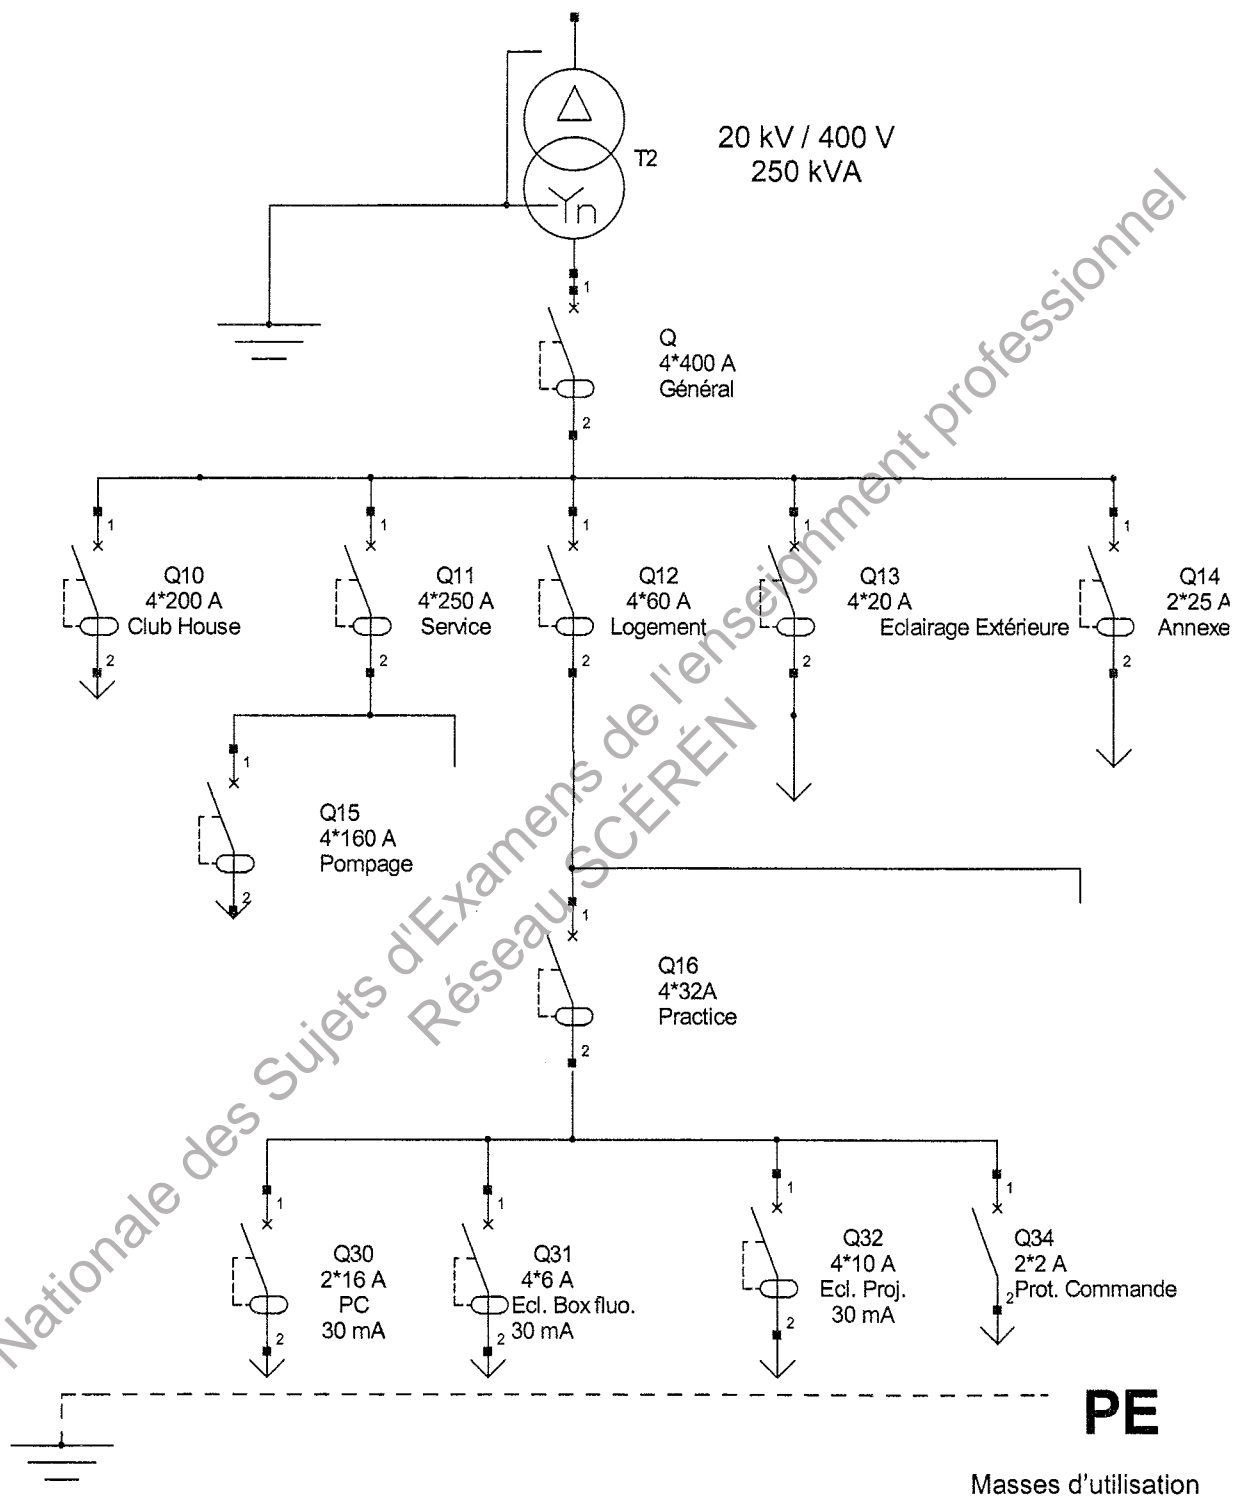 20 kV / 400 V
250 kVA
T2
Yn
1
Q
4*400 A
Général
2
1
1
1
1
1
Q10
4*200 A
Club House
Q11
4*250 A
Service
Q12
4*60 A
Logement
Q13
4*20 A
Eclairage Extérieure
Q14
2*25 A
Annexe
2
2
2
2
2
1
Q15
4*160 A
Pompage
2
1
Q16
4*32A
Practice
2
1
1
1
1
Q30
2*16 A
PC
30 mA
Q31
4*6 A
Ecl. Box fluo.
30 mA
Q32
4*10 A
Ecl. Proj.
30 mA
Q34
2*2 A
Prot. Commande
2
2
2
2
PE
Masses d'utilisation
Nationale des Sujets d'Examens de l'enseignment professionnel
Réseau SCÉRÉN